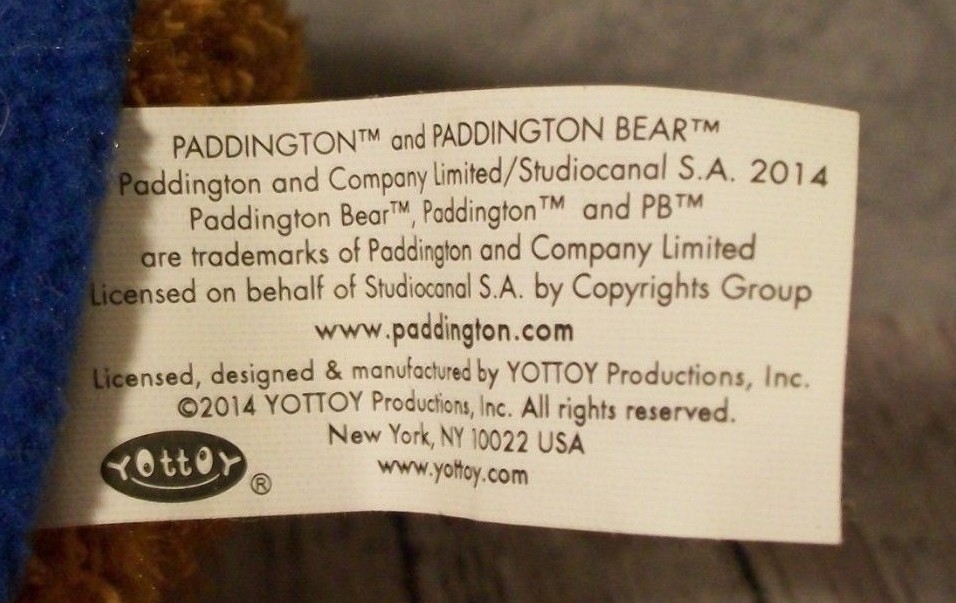 PADDINGTON™ and PADDINGTON BEAR™
Paddington and Company Limited/Studiocanal S.A. 2014
Paddington Bear™, Paddington™ and PB™
are trademarks of Paddington and Company Limited
Licensed on behalf of Studiocanal S.A. by Copyrights Group
www.paddington.com
Licensed, designed & manufactured by YOTTOY Productions, Inc.
©2014 YOTTOY Productions, Inc. All rights reserved.
New York, NY 10022 USA
www.yottoy.com
YOttOY®